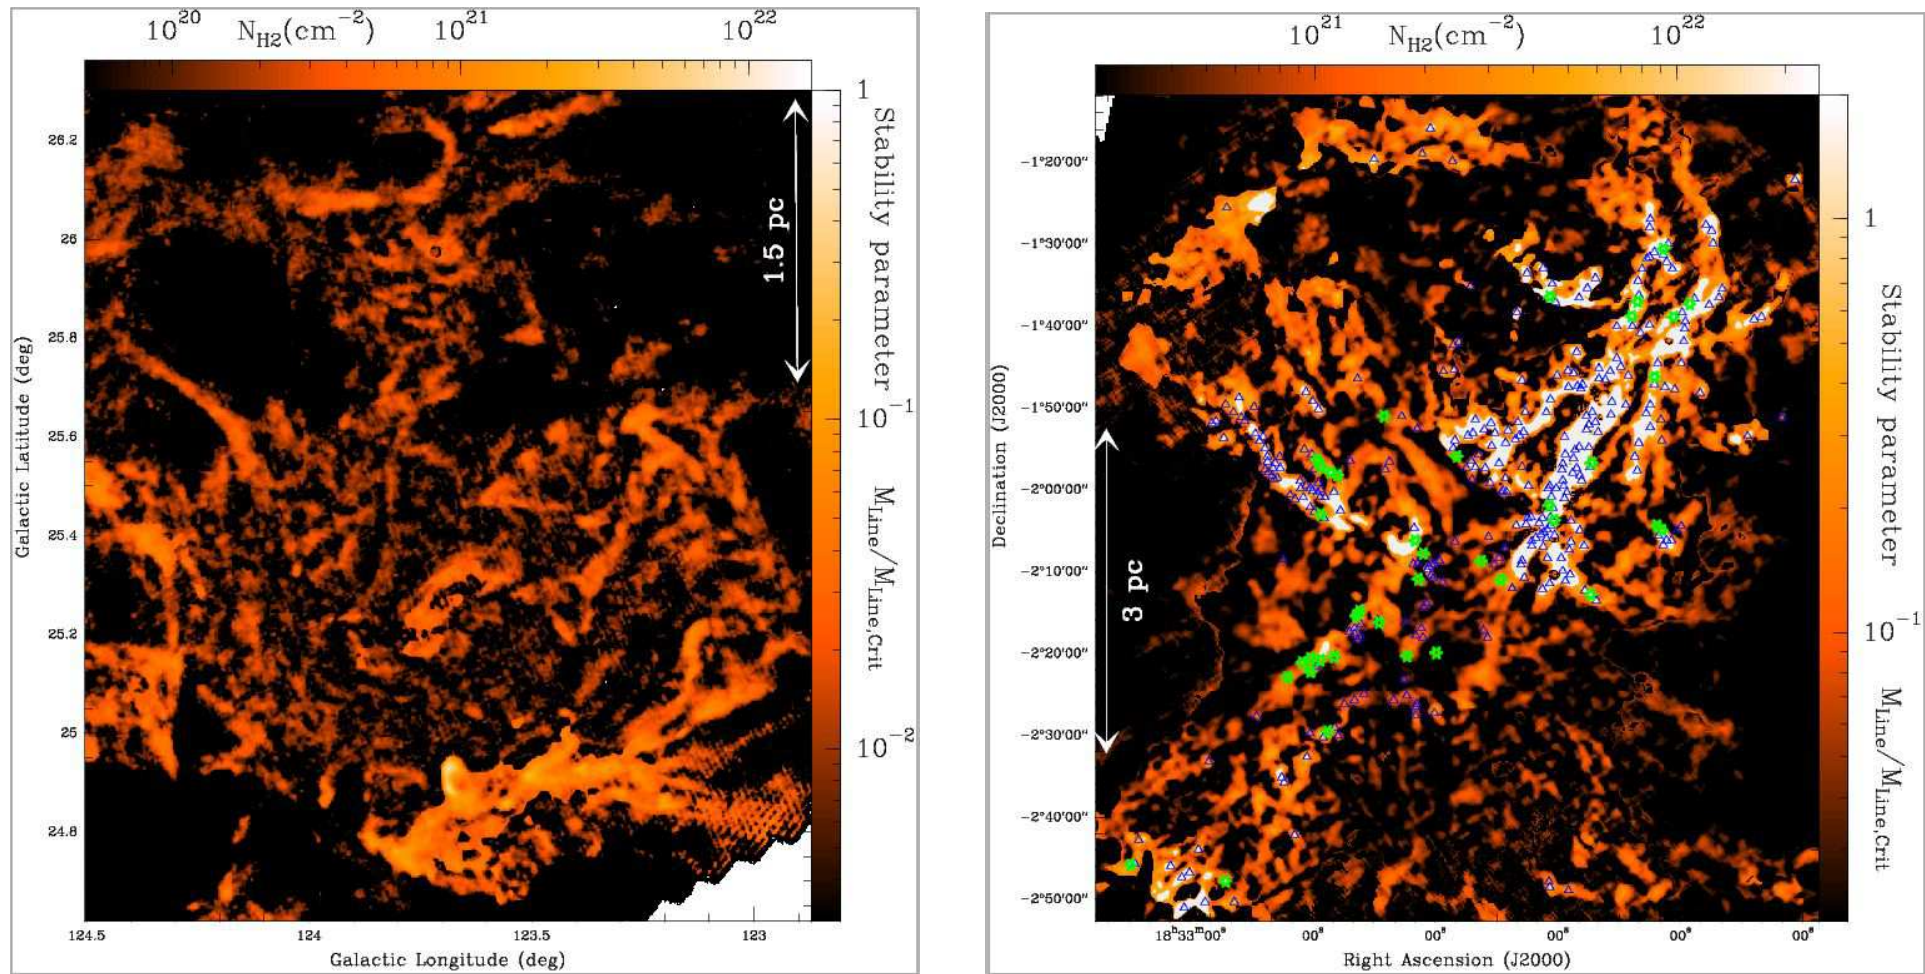 10^20 N_H2(cm^−2) 10^21 10^22
1
Stability parameter
10^−1
M_Line/M_Line,Crit
10^−2
1.5 pc
Galactic Latitude (deg)
26.2
26
25.8
25.6
25.4
25.2
25
24.8
124.5 124 123.5 123
Galactic Longitude (deg)
10^21 N_H2(cm^−2) 10^22
1
Stability parameter
10^−1
M_Line/M_Line,Crit
3 pc
Declination (J2000)
−1°20′00″
−1°30′00″
−1°40′00″
−1°50′00″
−2°00′00″
−2°10′00″
−2°20′00″
−2°30′00″
−2°40′00″
−2°50′00″
18^h33^m00^s 00^s 00^s 00^s 00^s 00^s
Right Ascension (J2000)